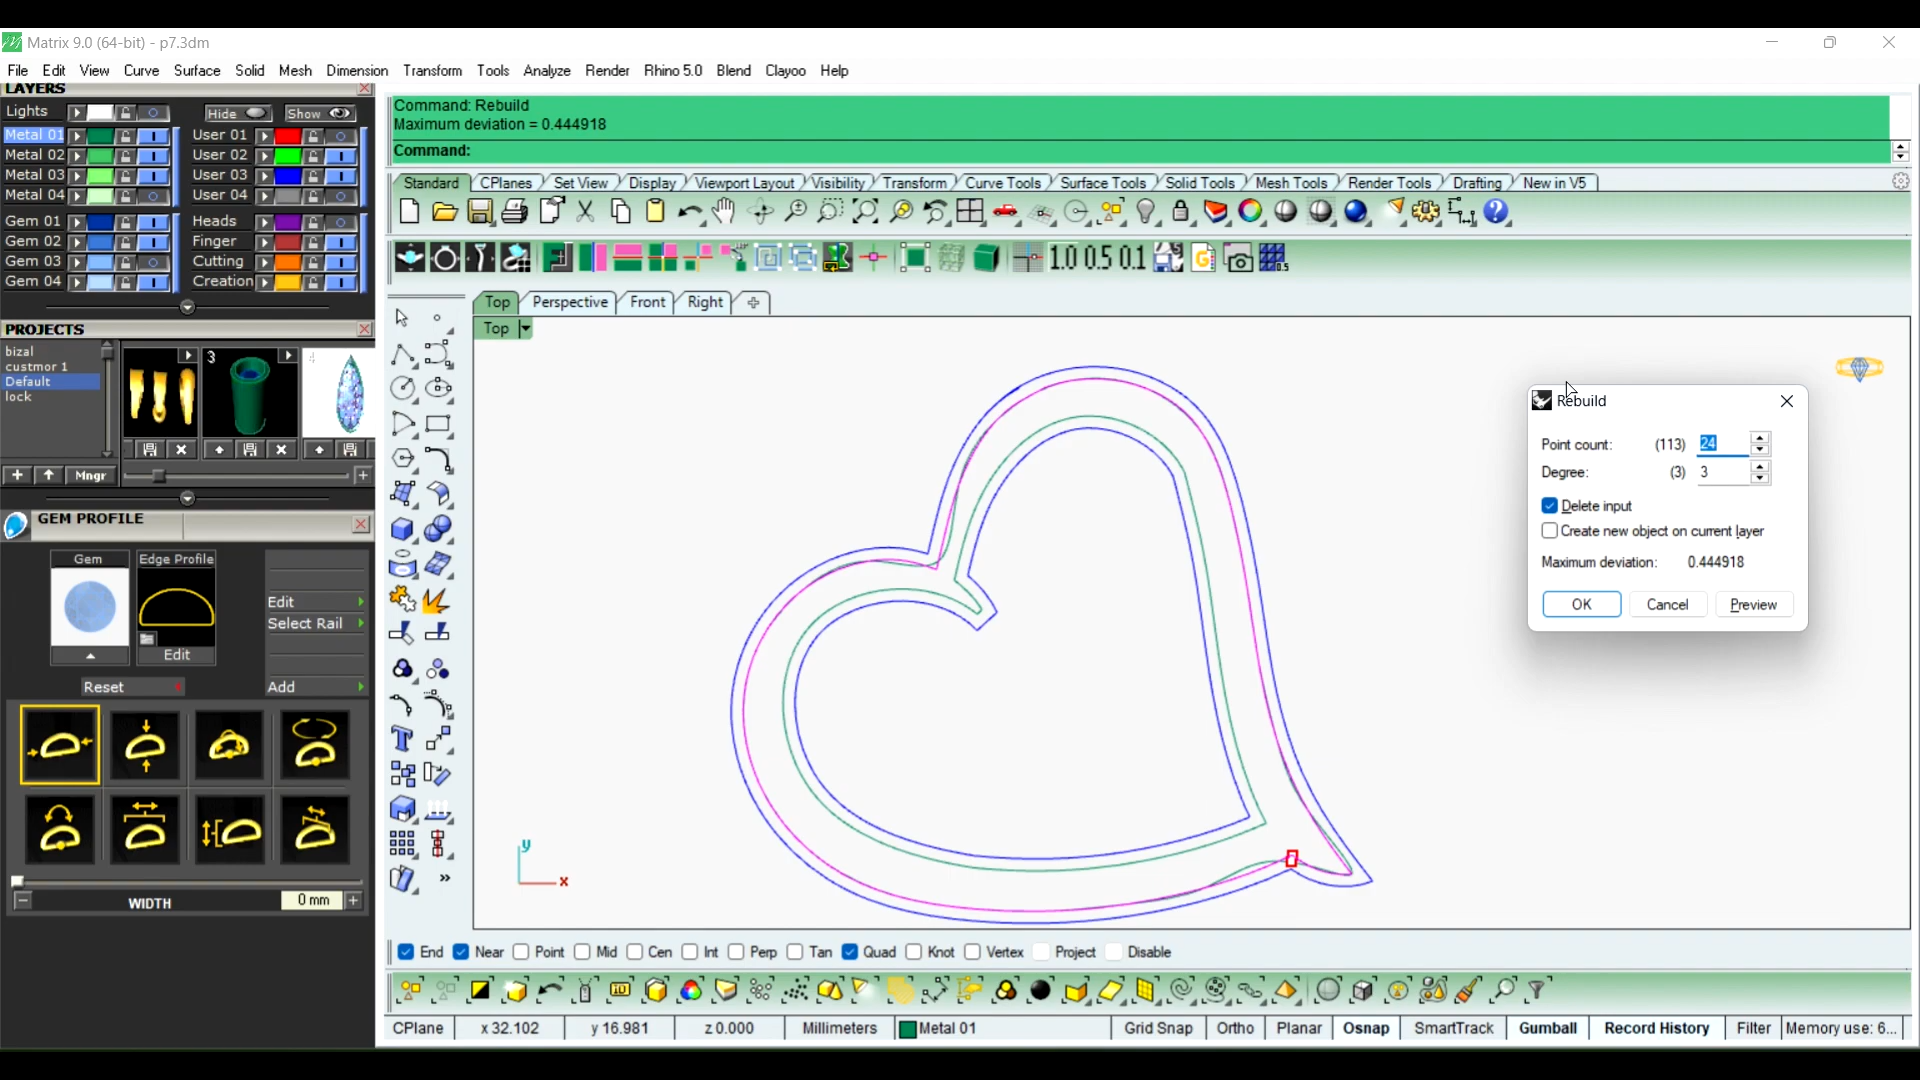 Matrix 9.0 (64-bit) - p7.3dm
File Edit View Curve Surface Solid Mesh Dimension Transform Tools Analyze Render Rhino 5.0 Blend Clayoo Help
LAYERS
Lights Hide Show
Metal 01 User 01
Metal 02 User 02
Metal 03 User 03
Metal 04 User 04
Gem 01 Heads
Gem 02 Finger
Gem 03 Cutting
Gem 04 Creation
PROJECTS
bizal
custmor 1
Default
lock
3
4
Mngr
GEM PROFILE
Gem Edge Profile
Edit
Select Rail
Edit
Reset Add
WIDTH 0 mm
Command: Rebuild
Maximum deviation = 0.444918
Command:
Standard CPlanes Set View Display Viewport Layout Visibility Transform Curve Tools Surface Tools Solid Tools Mesh Tools Render Tools Drafting New in V5
1.0 0.5 0.1
Top Perspective Front Right
Top
y
x
Rebuild
Point count: (113) 24
Degree: (3) 3
Delete input
Create new object on current layer
Maximum deviation: 0.444918
OK Cancel Preview
End Near Point Mid Cen Int Perp Tan Quad Knot Vertex Project Disable
CPlane x 32.102 y 16.981 z 0.000 Millimeters Metal 01 Grid Snap Ortho Planar Osnap SmartTrack Gumball Record History Filter Memory use: 6...